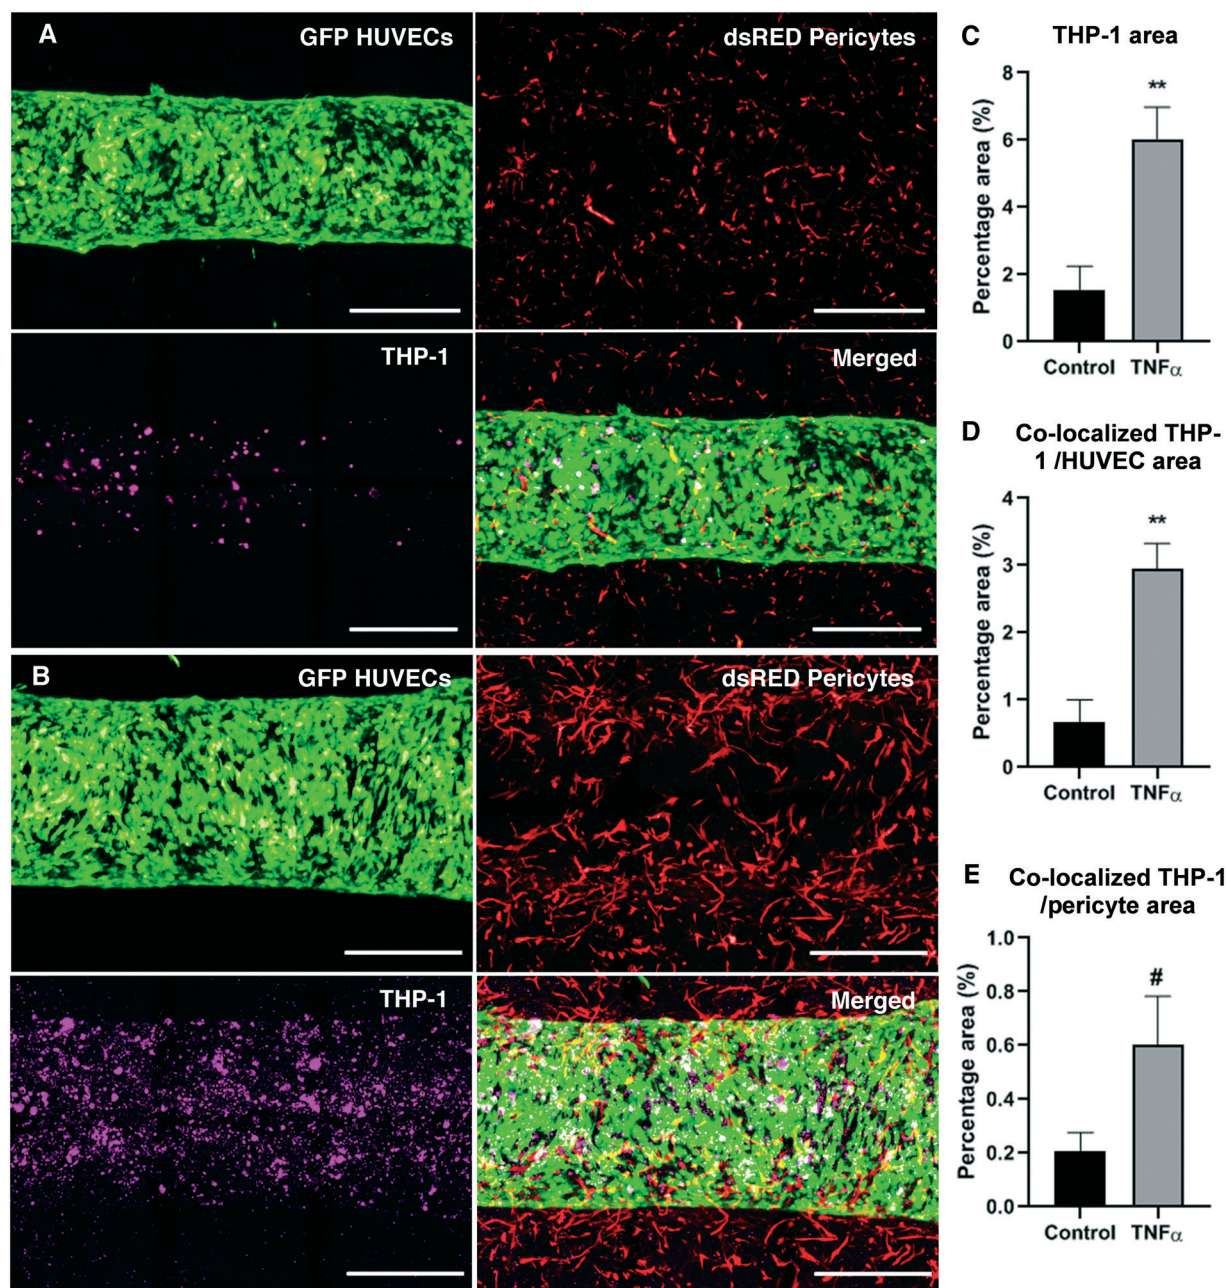 A
GFP HUVECs
dsRED Pericytes
THP-1
Merged
B
GFP HUVECs
dsRED Pericytes
THP-1
Merged
C
THP-1 area
Percentage area (%)
8
6
4
2
0
**
Control
TNFα
D
Co-localized THP-
1 /HUVEC area
Percentage area (%)
4
3
2
1
0
**
Control
TNFα
E
Co-localized THP-1
/pericyte area
Percentage area (%)
1.0
0.8
0.6
0.4
0.2
0.0
#
Control
TNFα